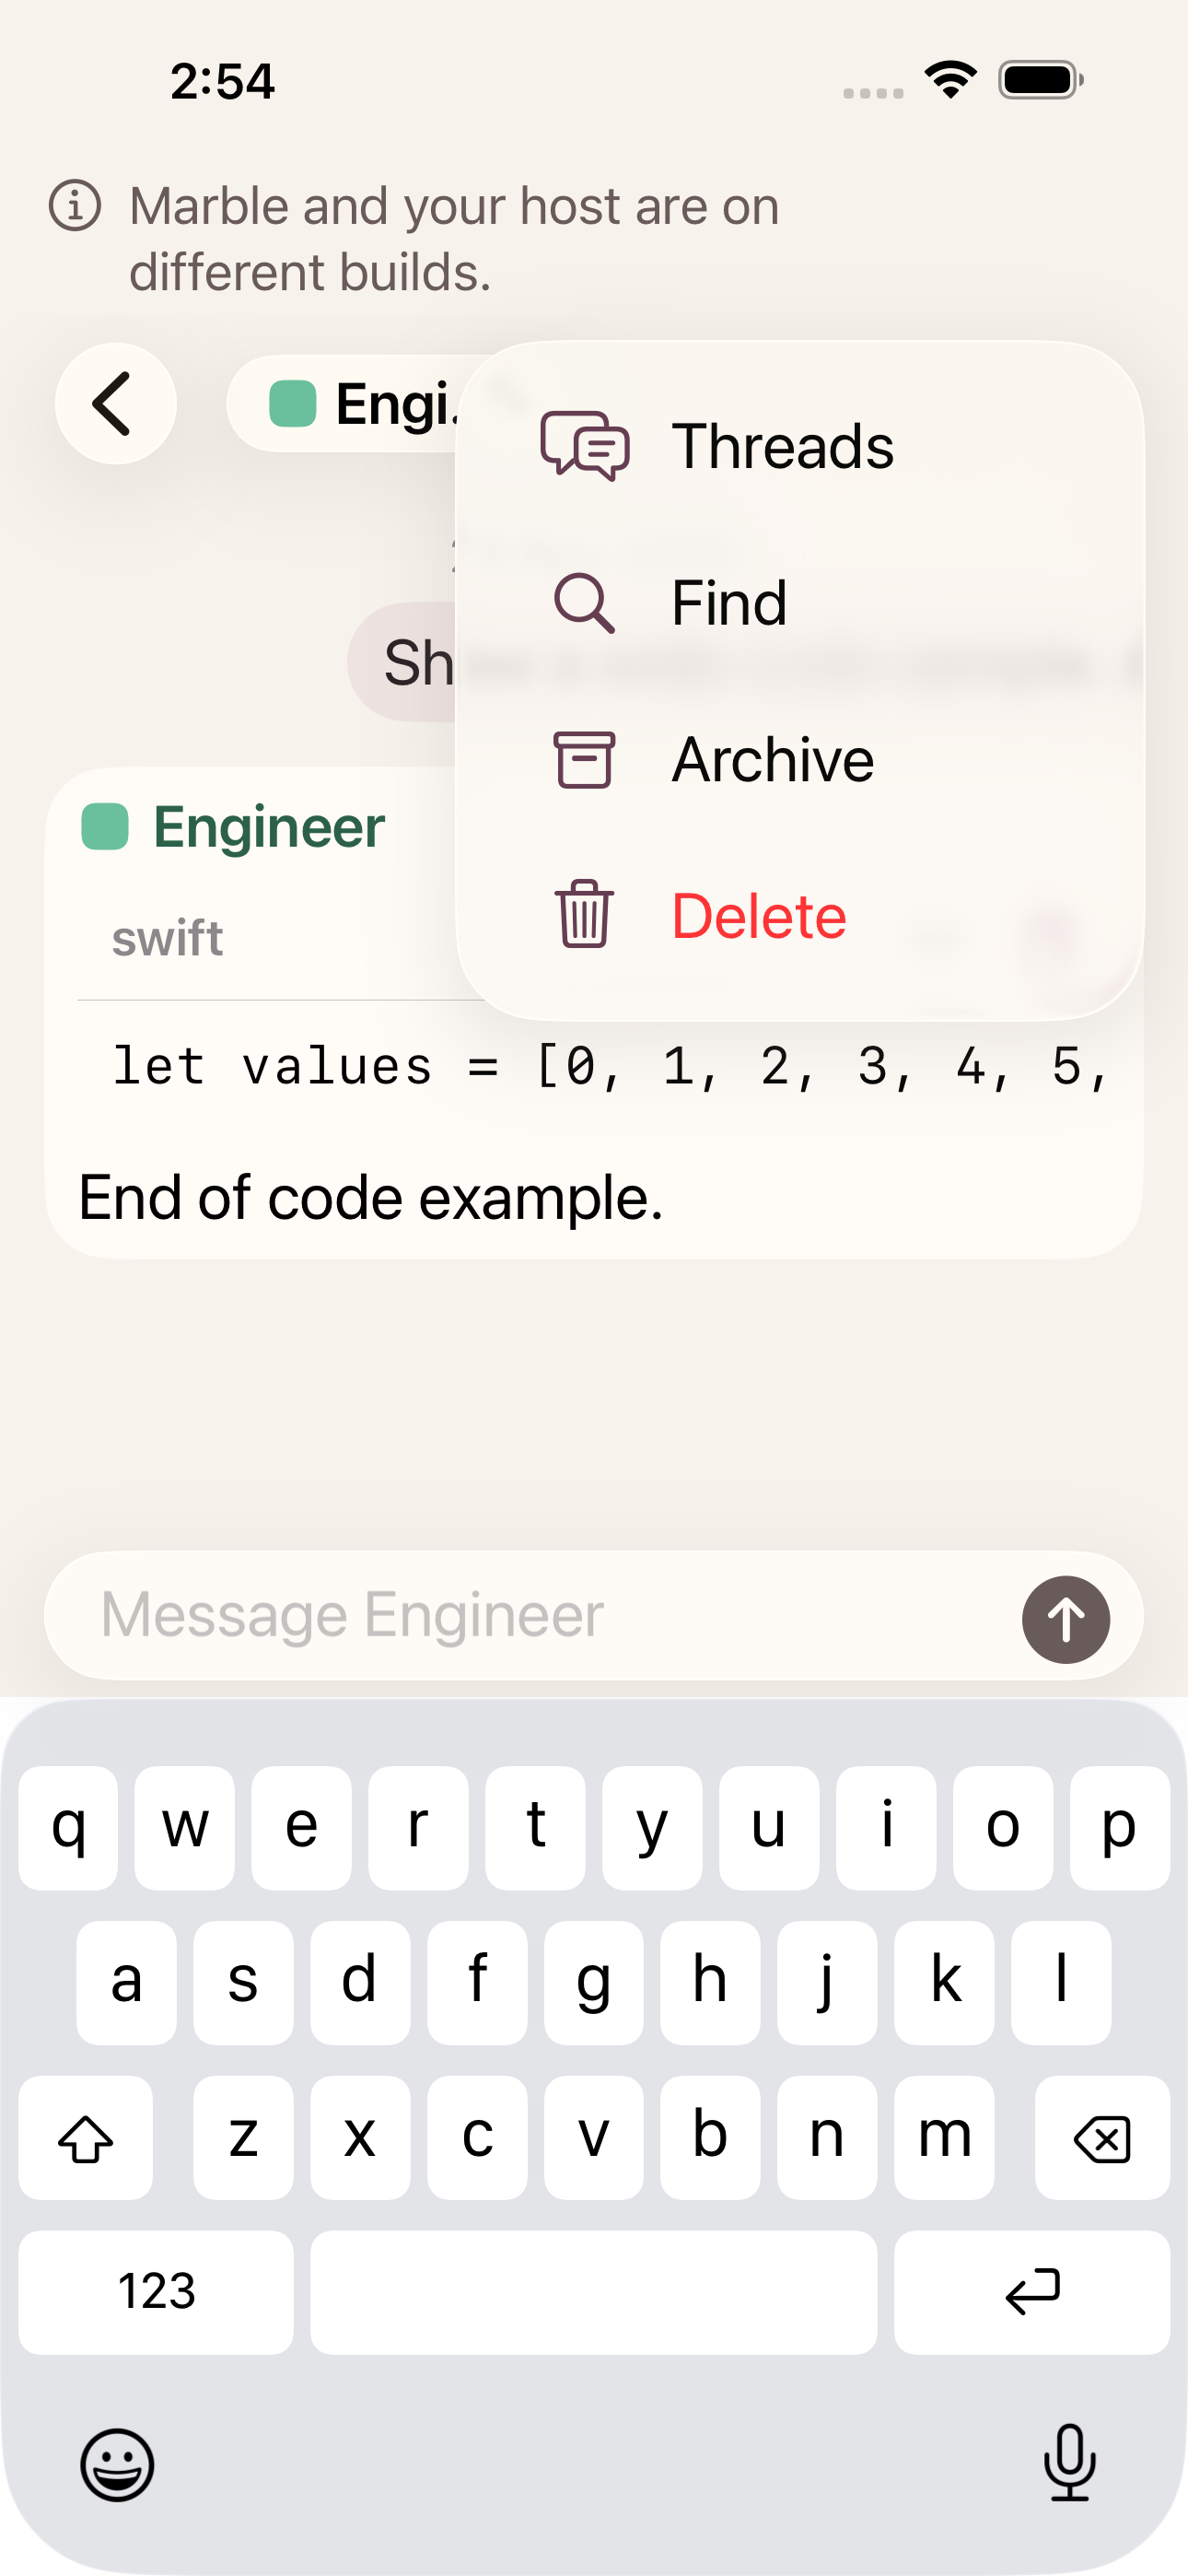 2:54
Marble and your host are on
different builds.
Engi.
Threads
Find
Sh
Archive
Engineer
Delete
swift
let values = [0, 1, 2, 3, 4, 5,
End of code example.
Message Engineer
q w e r t y u i o p
a s d f g h j k l
z x c v b n m
123